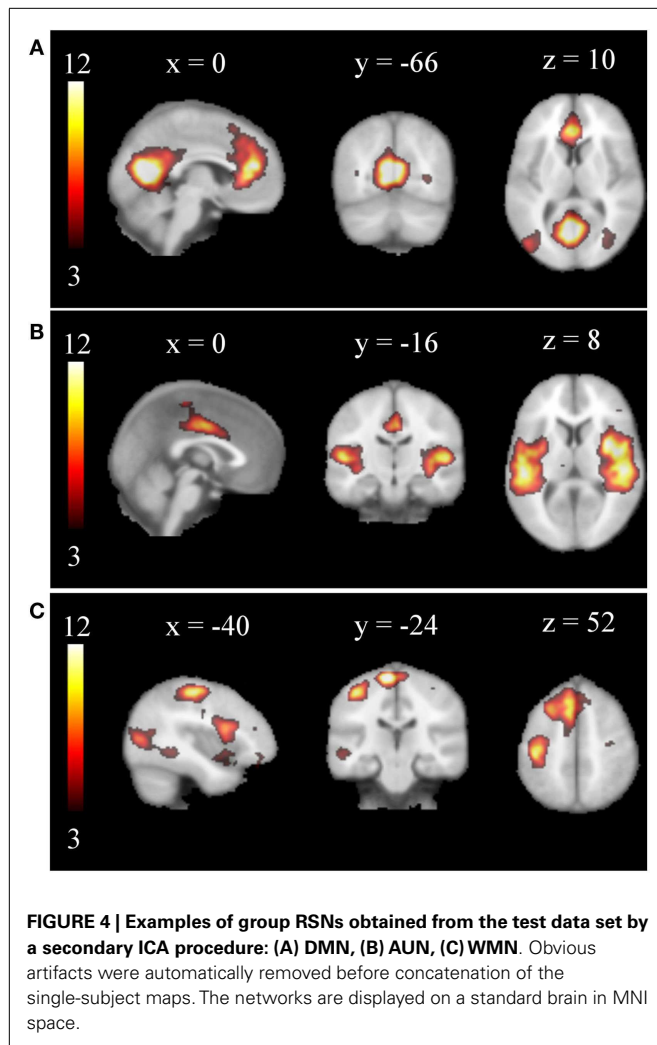 A
12
x = 0
y = -66
z = 10
3
B
12
x = 0
y = -16
z = 8
3
C
12
x = -40
y = -24
z = 52
3
FIGURE 4 | Examples of group RSNs obtained from the test data set by
a secondary ICA procedure: (A) DMN, (B) AUN, (C) WMN. Obvious
artifacts were automatically removed before concatenation of the
single-subject maps. The networks are displayed on a standard brain in MNI
space.